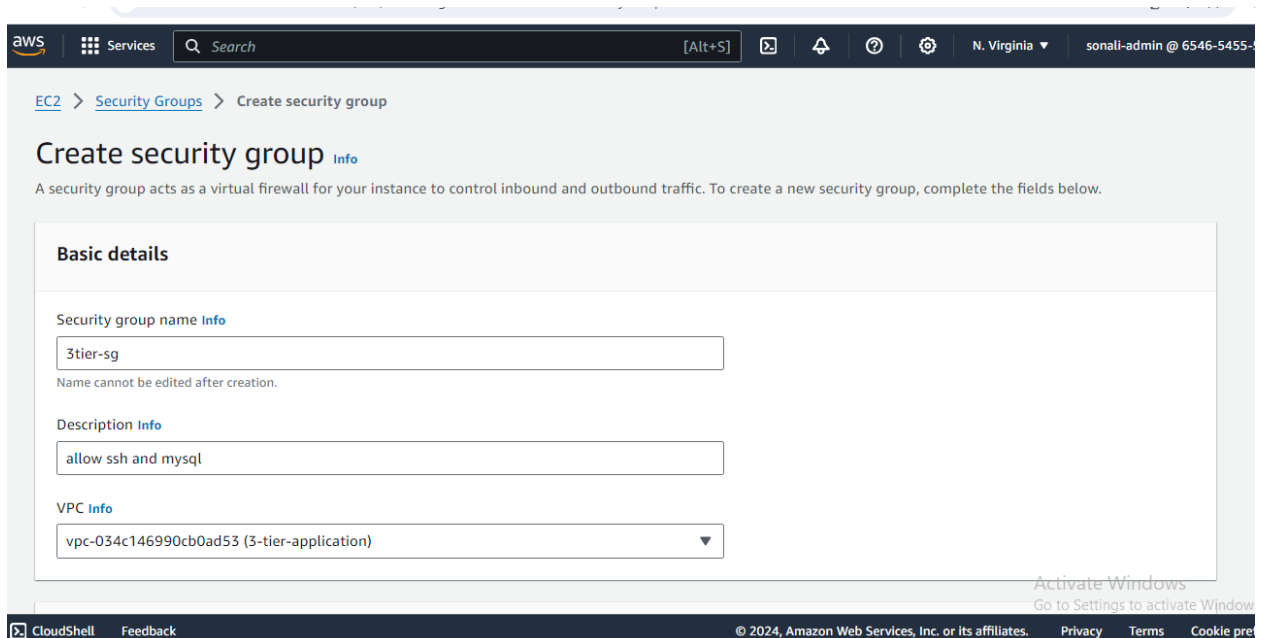 aws Services Search [Alt+S] N. Virginia ▼ sonali-admin @ 6546-5455-
EC2 > Security Groups > Create security group
Create security group Info
A security group acts as a virtual firewall for your instance to control inbound and outbound traffic. To create a new security group, complete the fields below.
Basic details
Security group name Info
3tier-sg
Name cannot be edited after creation.
Description Info
allow ssh and mysql
VPC Info
vpc-034c146990cb0ad53 (3-tier-application)
Activate Windows
Go to Settings to activate Window
CloudShell Feedback © 2024, Amazon Web Services, Inc. or its affiliates. Privacy Terms Cookie pref